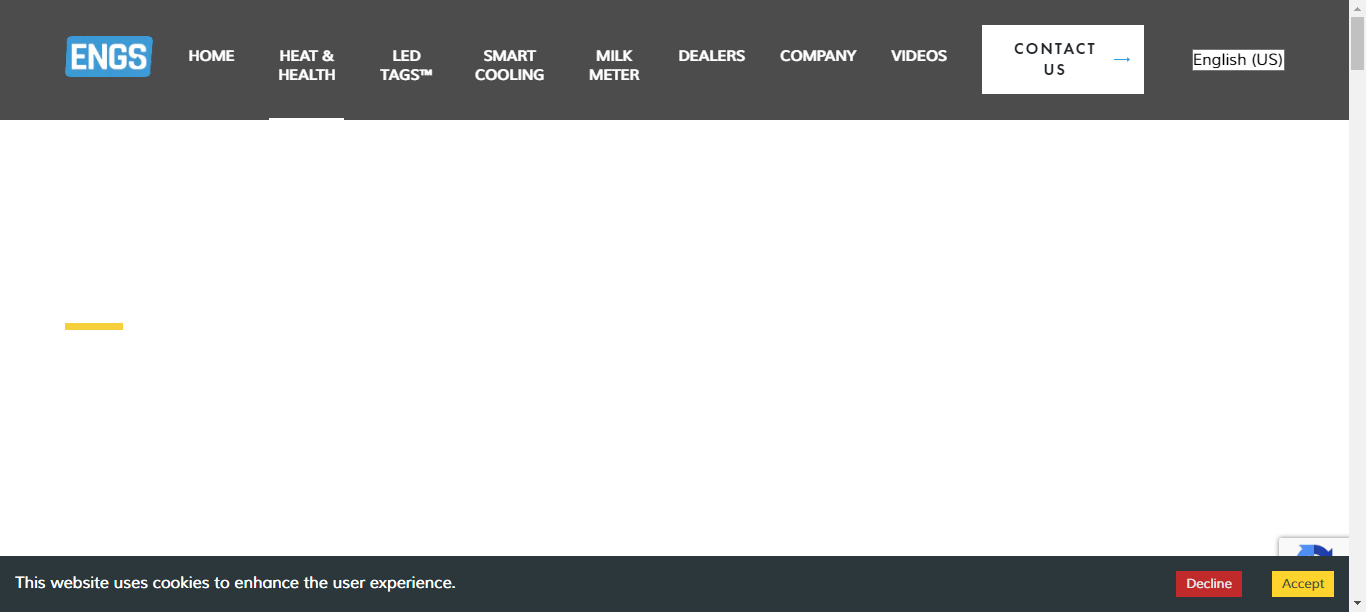 ENGS
HOME
HEAT &
HEALTH
LED
TAGS™
SMART
COOLING
MILK
METER
DEALERS
COMPANY
VIDEOS
CONTACT
US
English (US)
This website uses cookies to enhance the user experience.
Decline
Accept